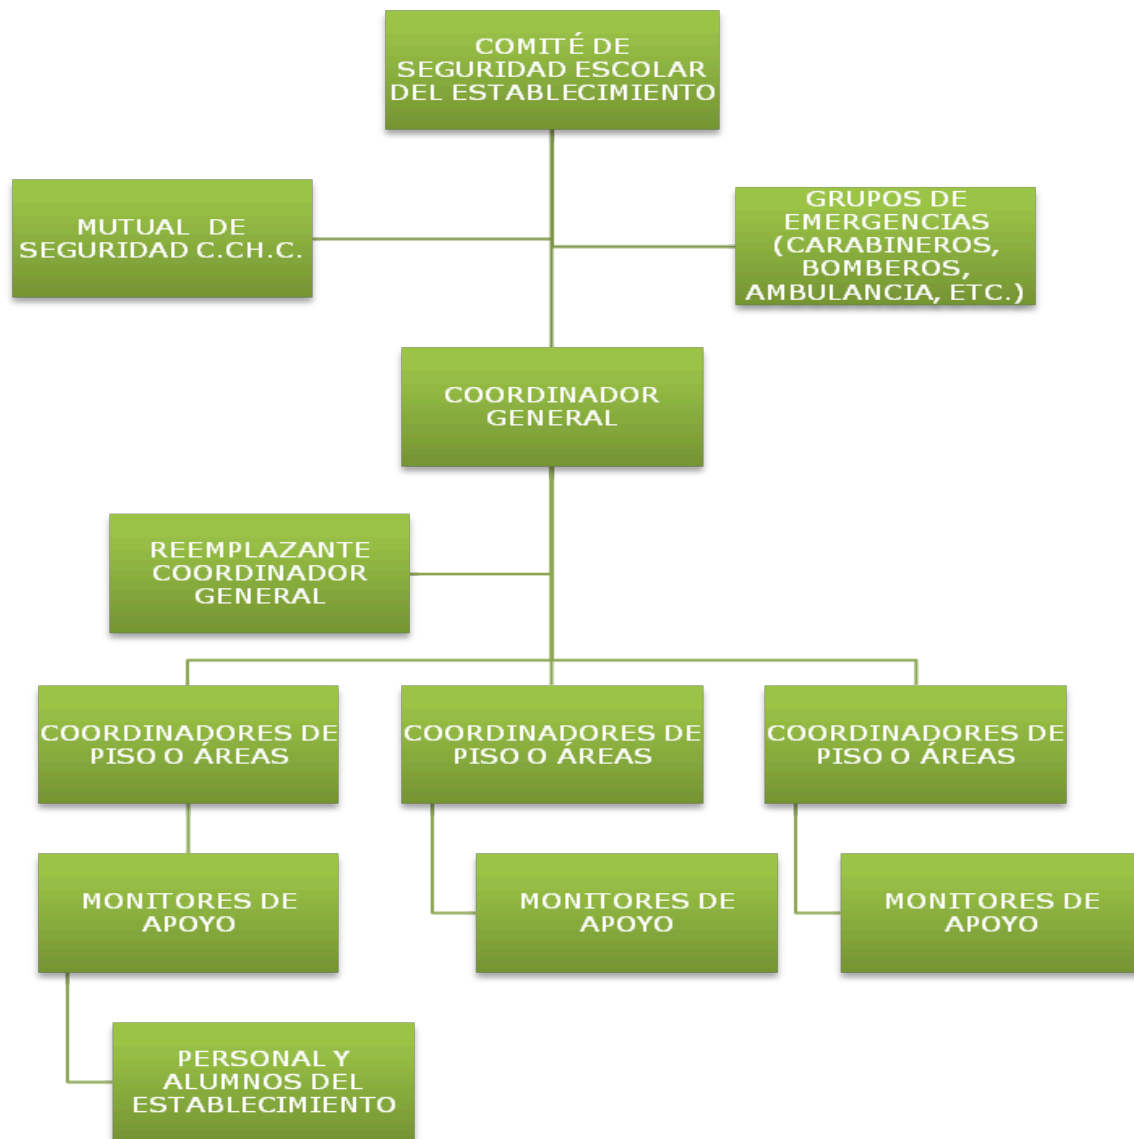 COMITÉ DE
SEGURIDAD ESCOLAR
DEL ESTABLECIMIENTO
MUTUAL DE
SEGURIDAD C.CH.C.
GRUPOS DE
EMERGENCIAS
(CARABINEROS,
BOMBEROS,
AMBULANCIA, ETC.)
COORDINADOR
GENERAL
REEMPLAZANTE
COORDINADOR
GENERAL
COORDINADORES DE
PISO O ÁREAS
COORDINADORES DE
PISO O ÁREAS
COORDINADORES DE
PISO O ÁREAS
MONITORES DE
APOYO
MONITORES DE
APOYO
MONITORES DE
APOYO
PERSONAL Y
ALUMNOS DEL
ESTABLECIMIENTO